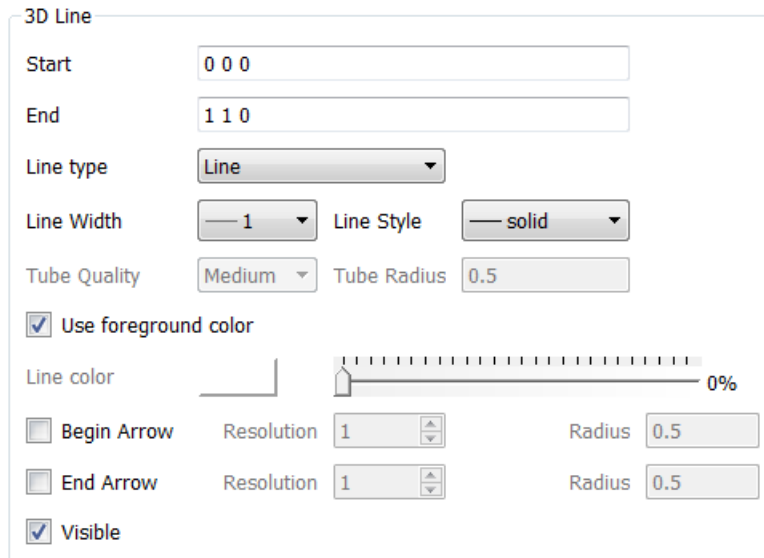 3D Line
Start 0 0 0
End 1 1 0
Line type Line
Line Width 1 Line Style solid
Tube Quality Medium Tube Radius 0.5
Use foreground color
Line color 0%
Begin Arrow Resolution 1 Radius 0.5
End Arrow Resolution 1 Radius 0.5
Visible